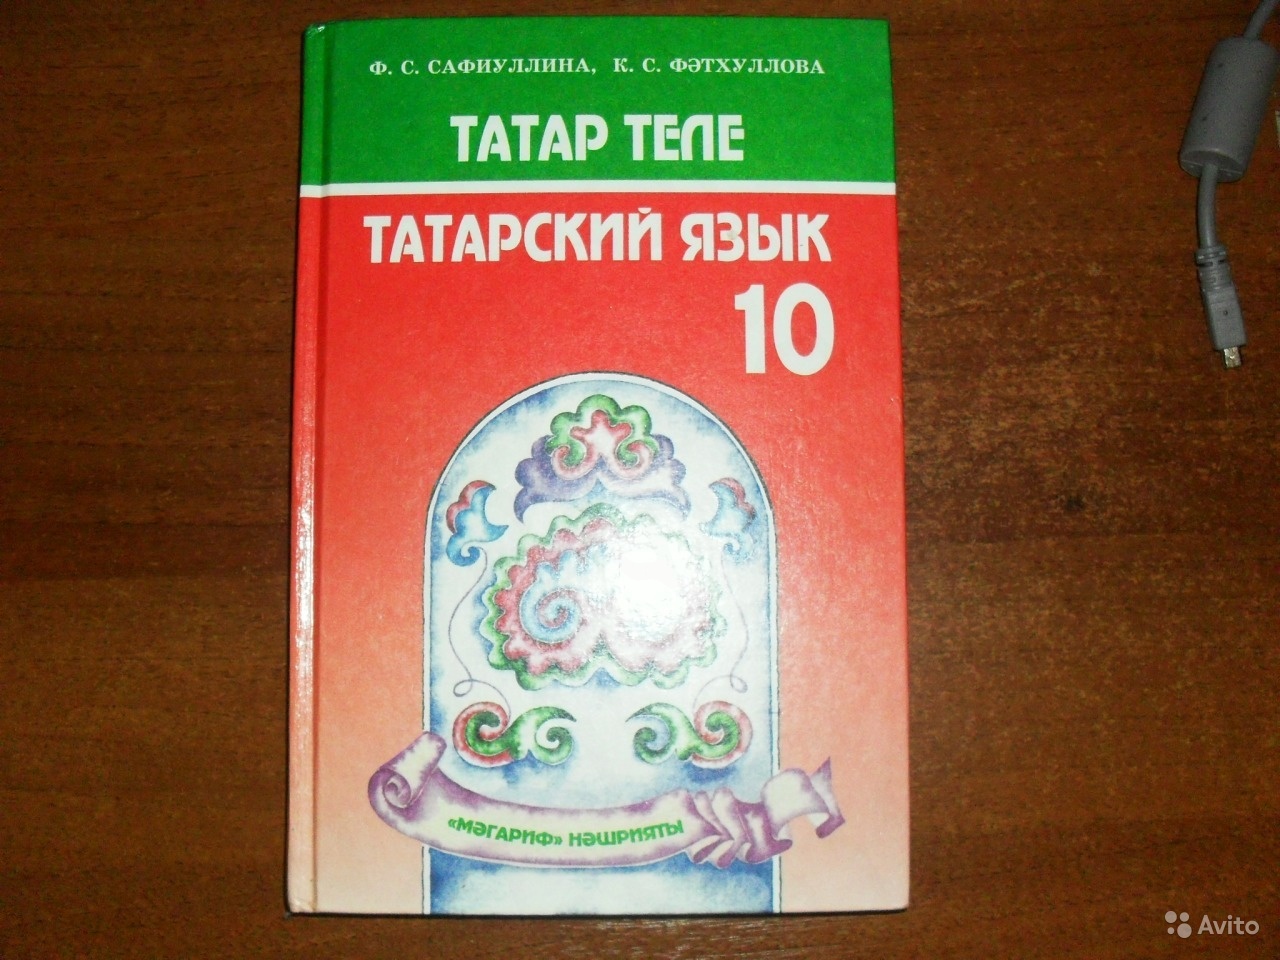 Ф. С. САФИУЛЛИНА, К. С. ФӘТХУЛЛОВА
ТАТАР ТЕЛЕ
ТАТАРСКИЙ ЯЗЫК
10
«МӘГАРИФ» НӘШРИЯТЫ
Avito